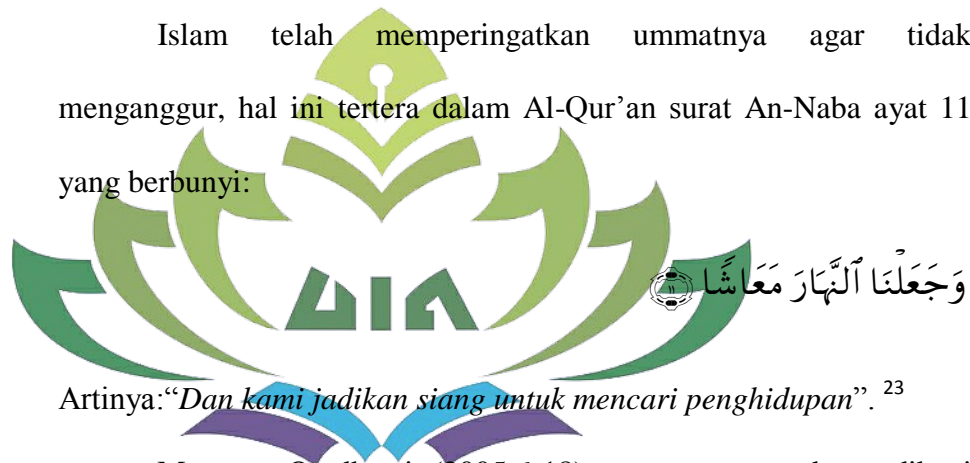 Islam telah memperingatkan ummatnya agar tidak
menganggur, hal ini tertera dalam Al-Qur’an surat An-Naba ayat 11
yang berbunyi:
وَجَعَلْنَا ٱلنَّهَارَ مَعَاشًا ١١
UIN
Artinya:“Dan kami jadikan siang untuk mencari penghidupan”. 23